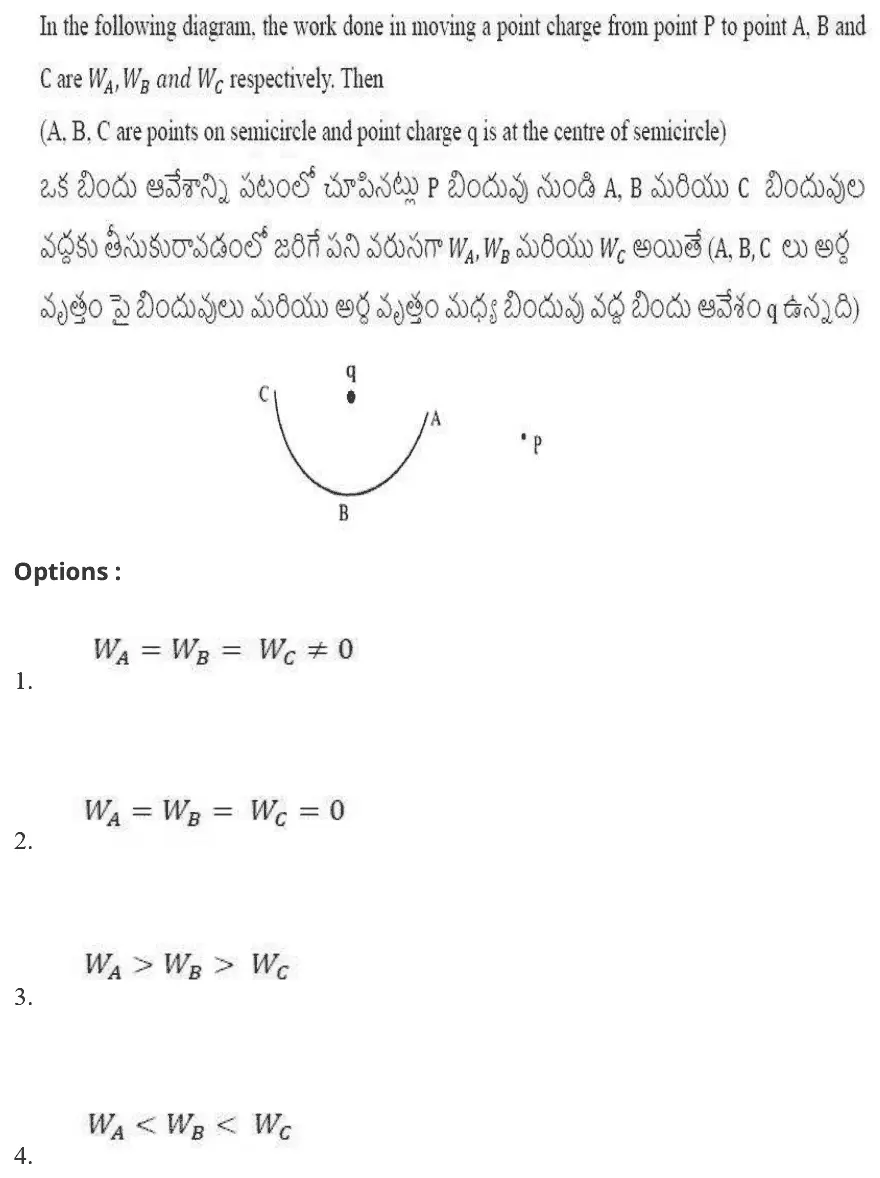 In the following diagram, the work done in moving a point charge from point P to point A, B and
C are W_A, W_B and W_C respectively. Then
(A, B, C are points on semicircle and point charge q is at the centre of semicircle)
ఒక బిందు ఆవేశాన్ని పటంలో చూపినట్లు P బిందువు నుండి A, B మరియు C బిందువుల
వద్దకు తీసుకురావడంలో జరిగే పని వరుసగా W_A, W_B మరియు W_C అయితే (A, B, C లు అర్ధ
వృత్తం పై బిందువులు మరియు అర్ధ వృత్తం మధ్య బిందువు వద్ద బిందు ఆవేశం q ఉన్నది)
q
C
A
P
B
Options :
W_A = W_B = W_C ≠ 0
1.
W_A = W_B = W_C = 0
2.
W_A > W_B > W_C
3.
W_A < W_B < W_C
4.